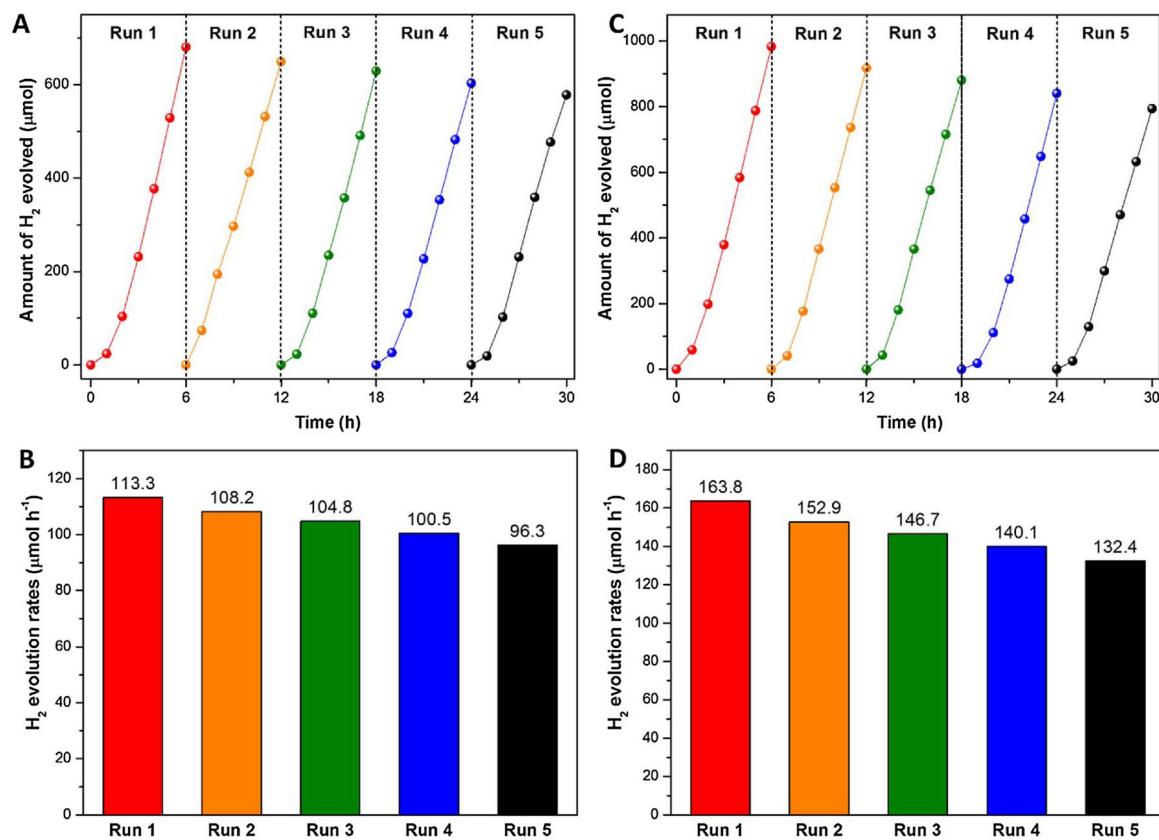 A
Run 1 Run 2 Run 3 Run 4 Run 5
Amount of H₂ evolved (μmol)
600
400
200
0
0 6 12 18 24 30
Time (h)
C
Run 1 Run 2 Run 3 Run 4 Run 5
Amount of H₂ evolved (μmol)
1000
800
600
400
200
0
0 6 12 18 24 30
Time (h)
B
H₂ evolution rates (μmol h⁻¹)
120
100
80
60
40
20
0
113.3 108.2 104.8 100.5 96.3
Run 1 Run 2 Run 3 Run 4 Run 5
D
H₂ evolution rates (μmol h⁻¹)
180
160
140
120
100
80
60
40
20
0
163.8 152.9 146.7 140.1 132.4
Run 1 Run 2 Run 3 Run 4 Run 5